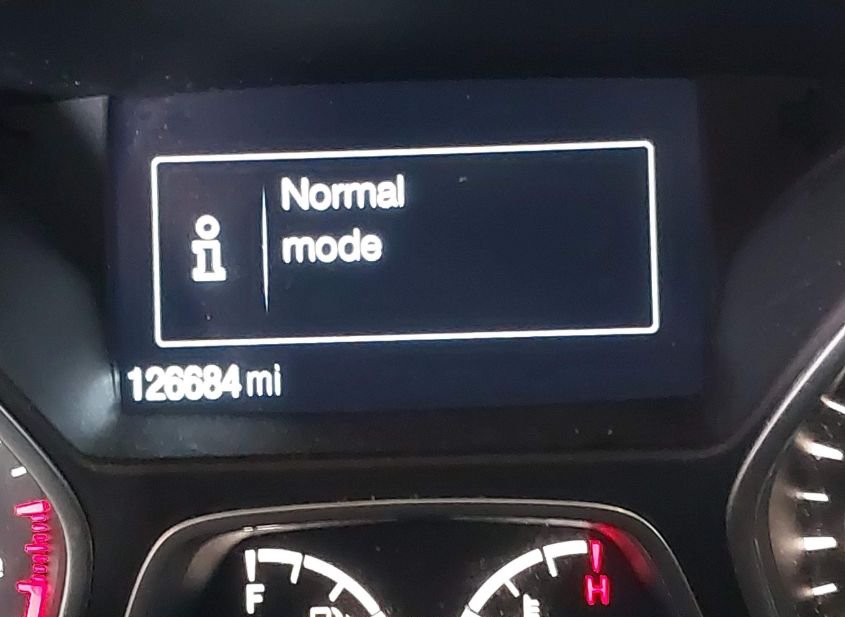 Normal
mode
126684 mi
F
H